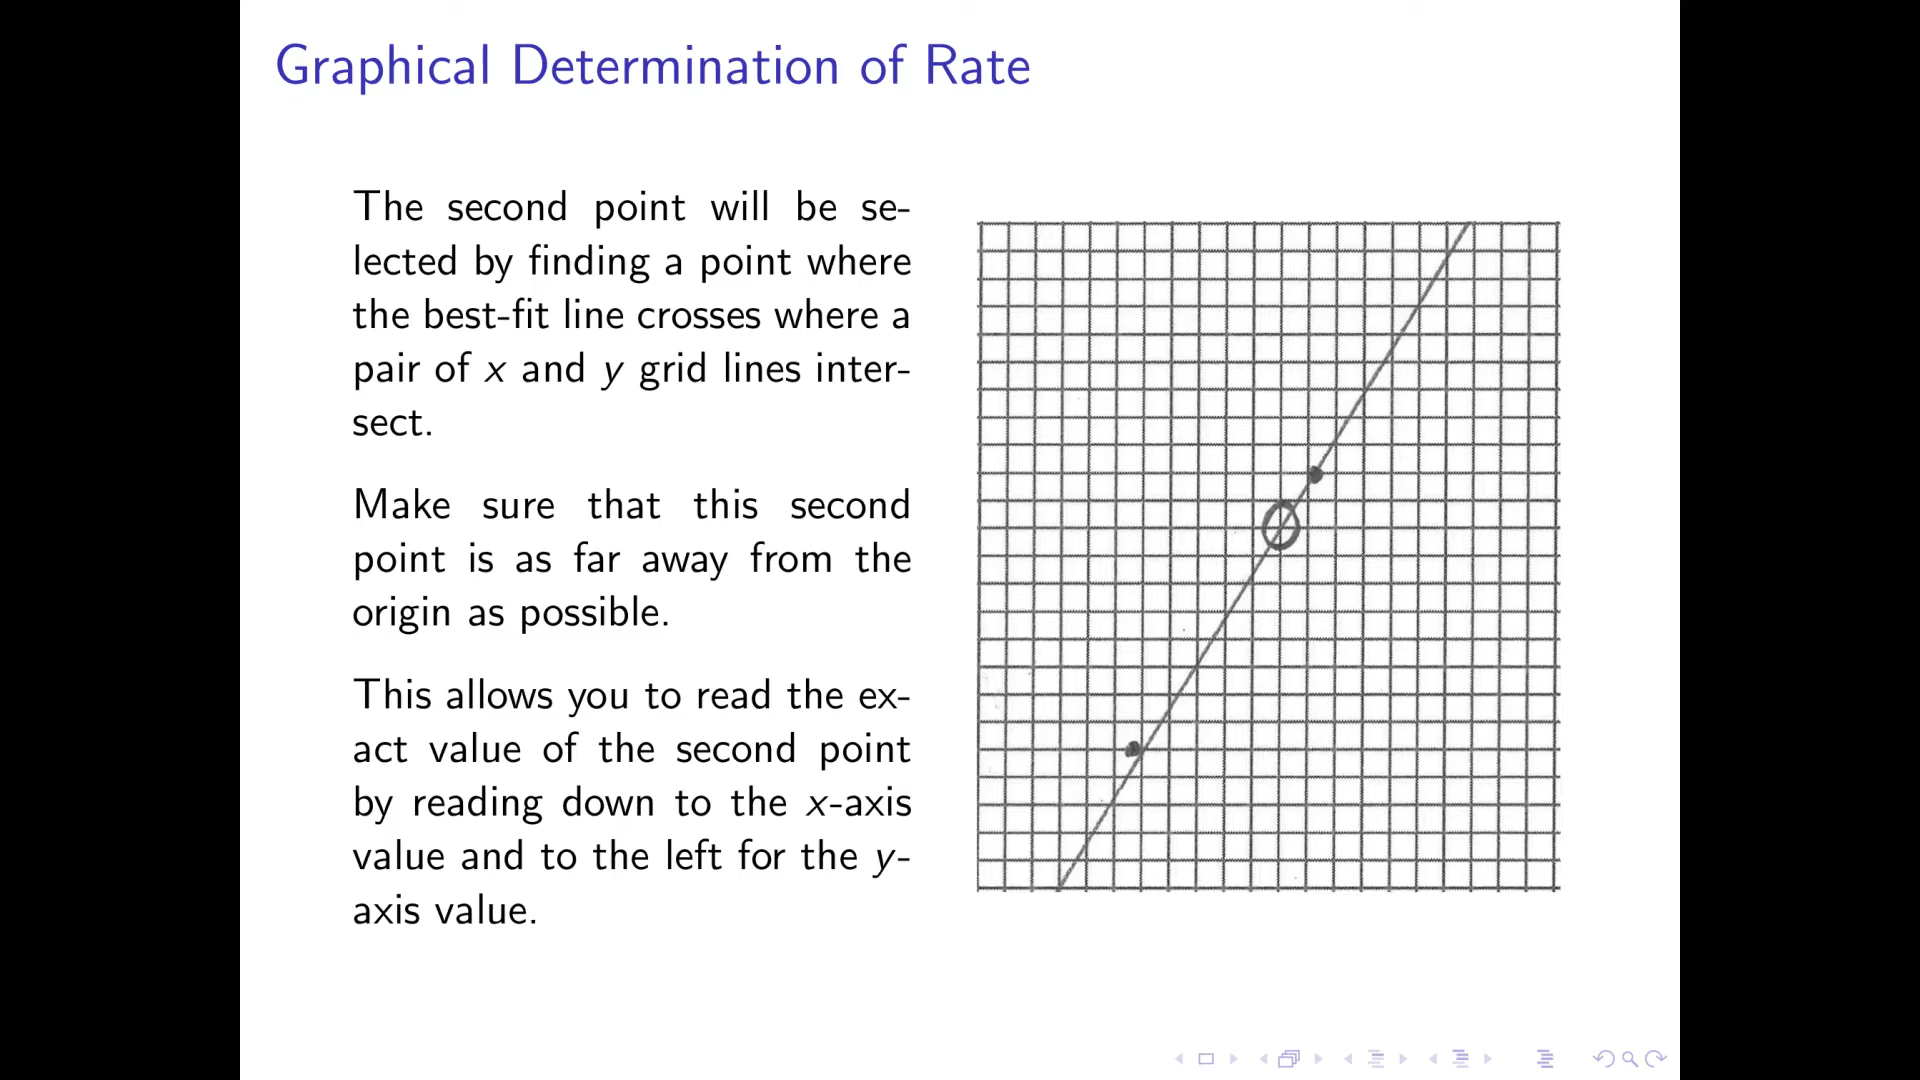 Graphical Determination of Rate
The second point will be se-
lected by finding a point where
the best-fit line crosses where a
pair of x and y grid lines inter-
sect.
Make sure that this second
point is as far away from the
origin as possible.
This allows you to read the ex-
act value of the second point
by reading down to the x-axis
value and to the left for the y-
axis value.